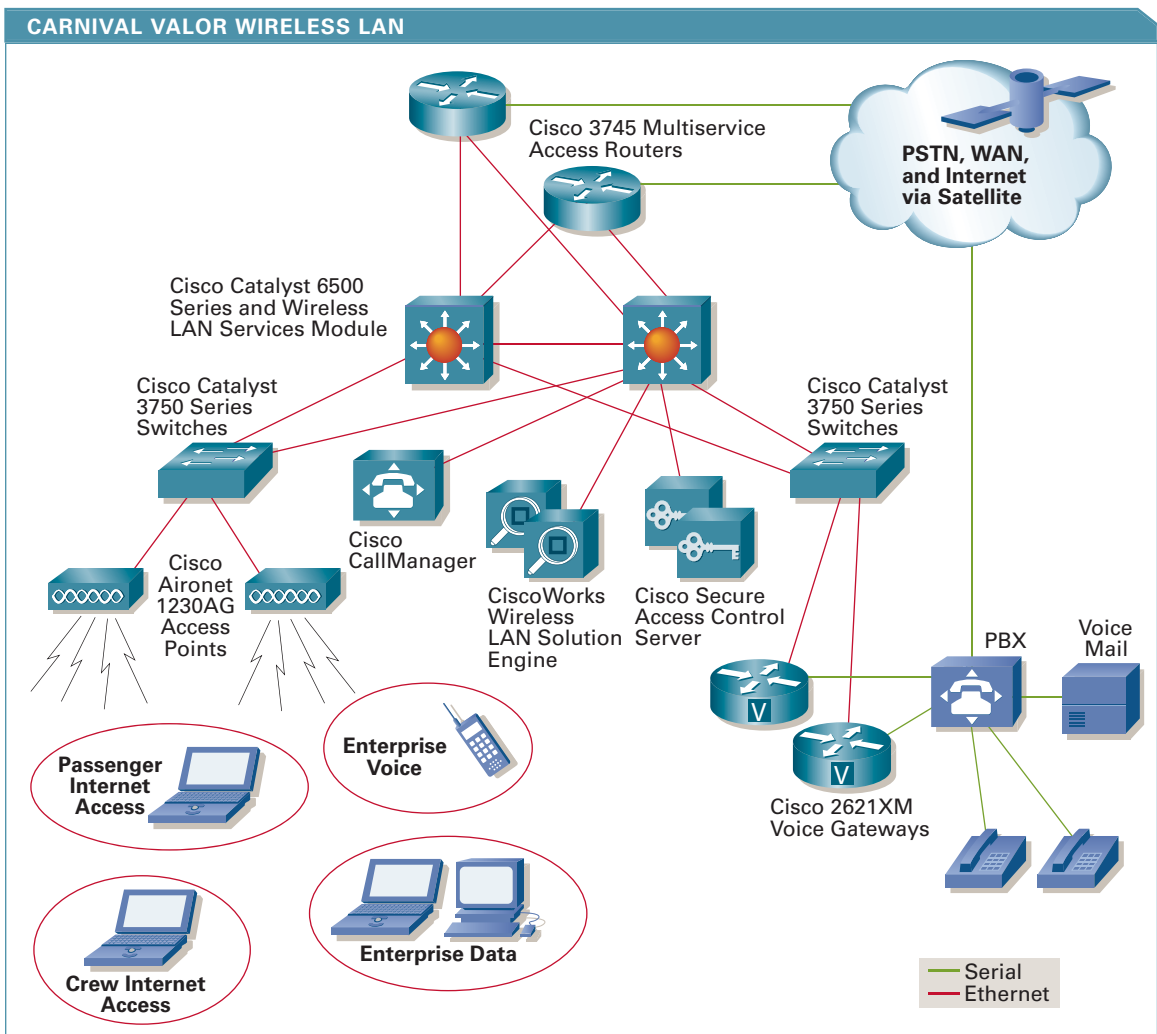 CARNIVAL VALOR WIRELESS LAN
Cisco 3745 Multiservice
Access Routers
PSTN, WAN,
and Internet
via Satellite
Cisco Catalyst 6500
Series and Wireless
LAN Services Module
Cisco Catalyst
3750 Series
Switches
Cisco Catalyst
3750 Series
Switches
Cisco
CallManager
Cisco
Aironet
1230AG
Access
Points
CiscoWorks
Wireless
LAN Solution
Engine
Cisco Secure
Access Control
Server
PBX
Voice
Mail
V
V
Cisco 2621XM
Voice Gateways
Passenger
Internet
Access
Enterprise
Voice
Crew Internet
Access
Enterprise Data
Serial
Ethernet